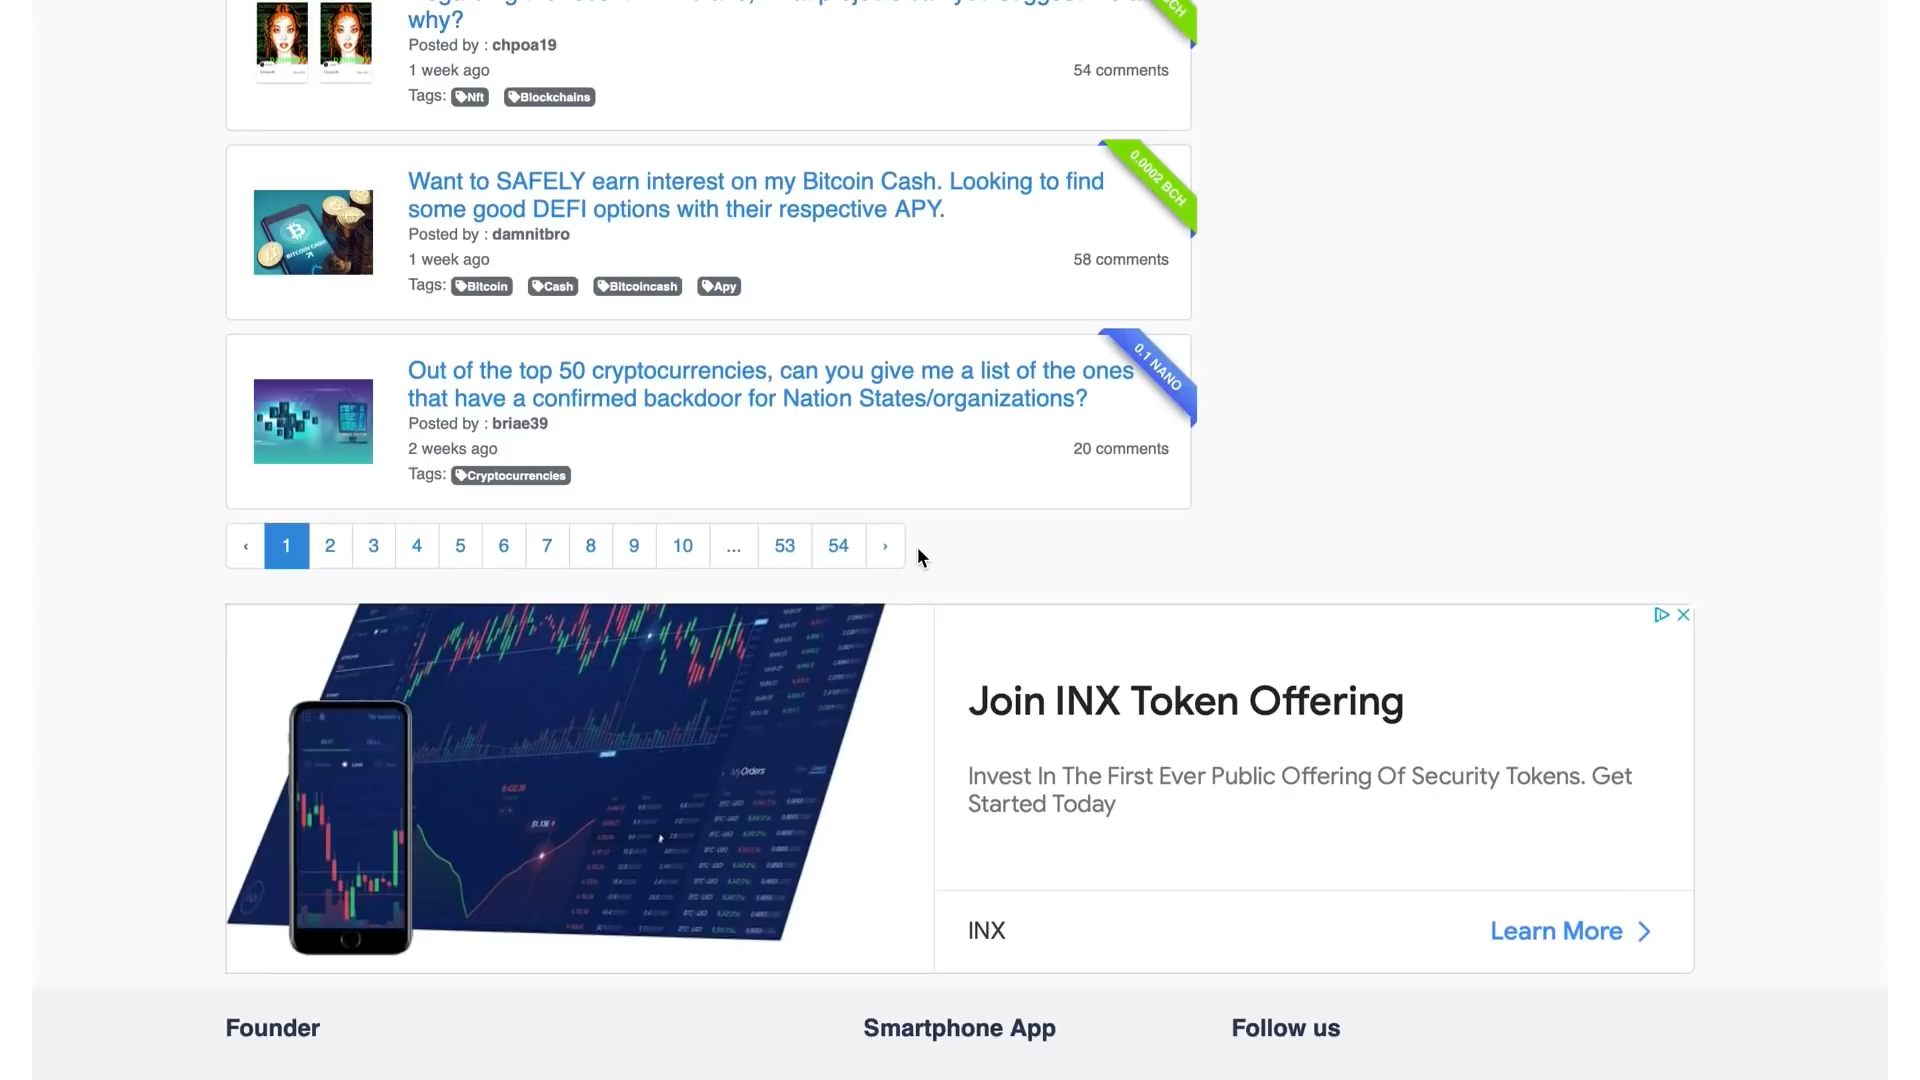 why?
Posted by : chpoa19
1 week ago
54 comments
Tags: Nft Blockchains
0.0002 BCH
Want to SAFELY earn interest on my Bitcoin Cash. Looking to find
some good DEFI options with their respective APY.
Posted by : damnitbro
1 week ago
58 comments
Tags: Bitcoin Cash Bitcoincash Apy
0.1 NANO
Out of the top 50 cryptocurrencies, can you give me a list of the ones
that have a confirmed backdoor for Nation States/organizations?
Posted by : briae39
2 weeks ago
20 comments
Tags: Cryptocurrencies
‹ 1 2 3 4 5 6 7 8 9 10 ... 53 54 ›
Join INX Token Offering
Invest In The First Ever Public Offering Of Security Tokens. Get
Started Today
INX
Learn More
Founder
Smartphone App
Follow us